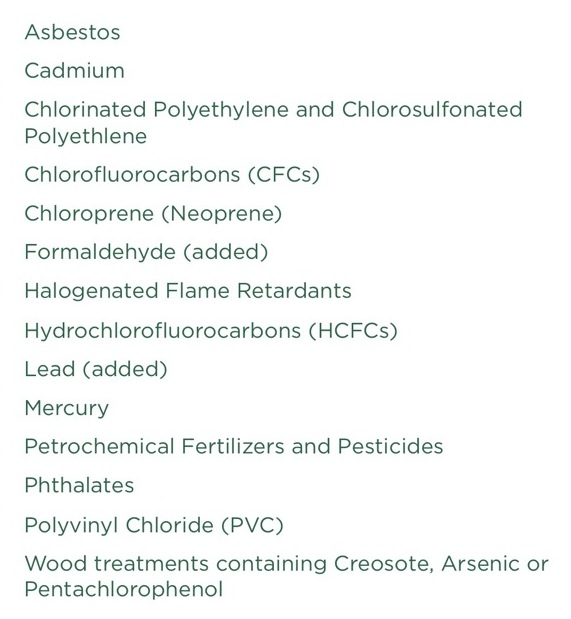 Asbestos
Cadmium
Chlorinated Polyethylene and Chlorosulfonated
Polyethlene
Chlorofluorocarbons (CFCs)
Chloroprene (Neoprene)
Formaldehyde (added)
Halogenated Flame Retardants
Hydrochlorofluorocarbons (HCFCs)
Lead (added)
Mercury
Petrochemical Fertilizers and Pesticides
Phthalates
Polyvinyl Chloride (PVC)
Wood treatments containing Creosote, Arsenic or
Pentachlorophenol